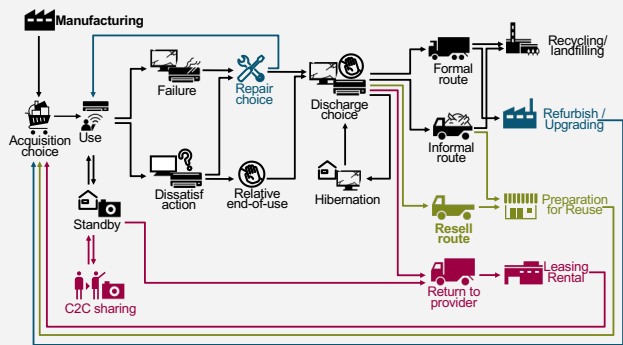 Manufacturing
Acquisition
choice
Use
Failure
Repair
choice
Discharge
choice
Formal
route
Recycling/
landfilling
Informal
route
Refurbish /
Upgrading
Dissatisf
action
Relative
end-of-use
Hibernation
Standby
Resell
route
Preparation
for Reuse
C2C sharing
Return to
provider
Leasing
Rental